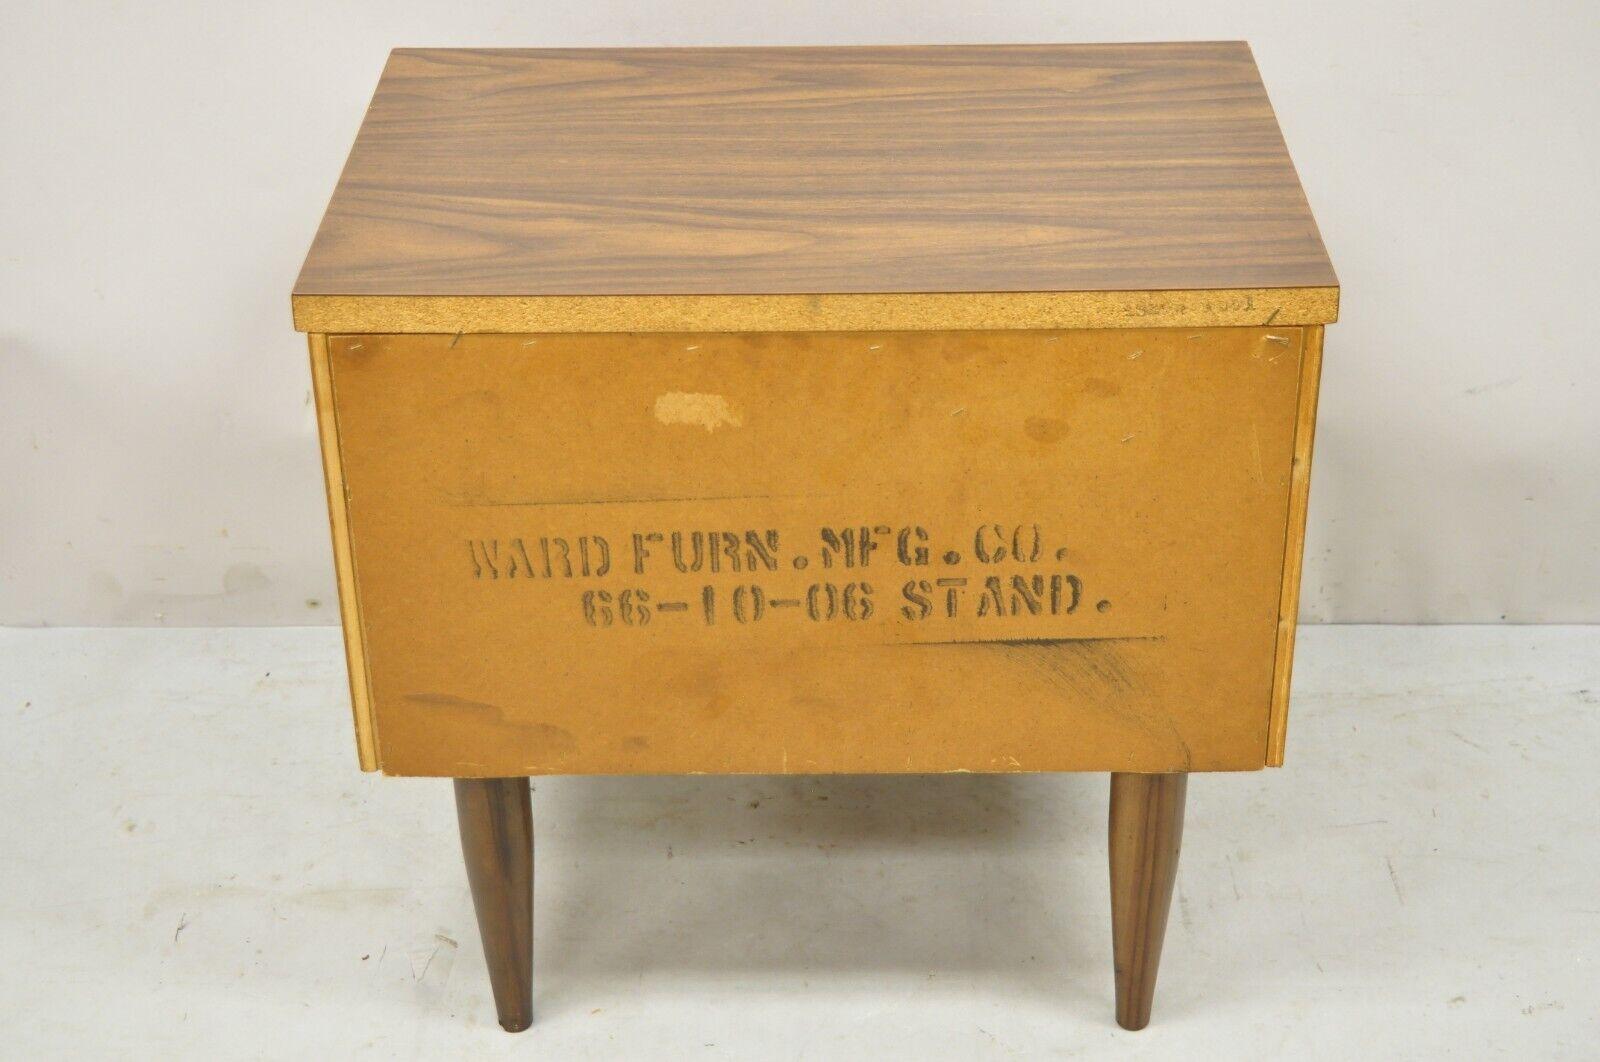 WARD FURN. MFG. CO.
66-10-06 STAND.